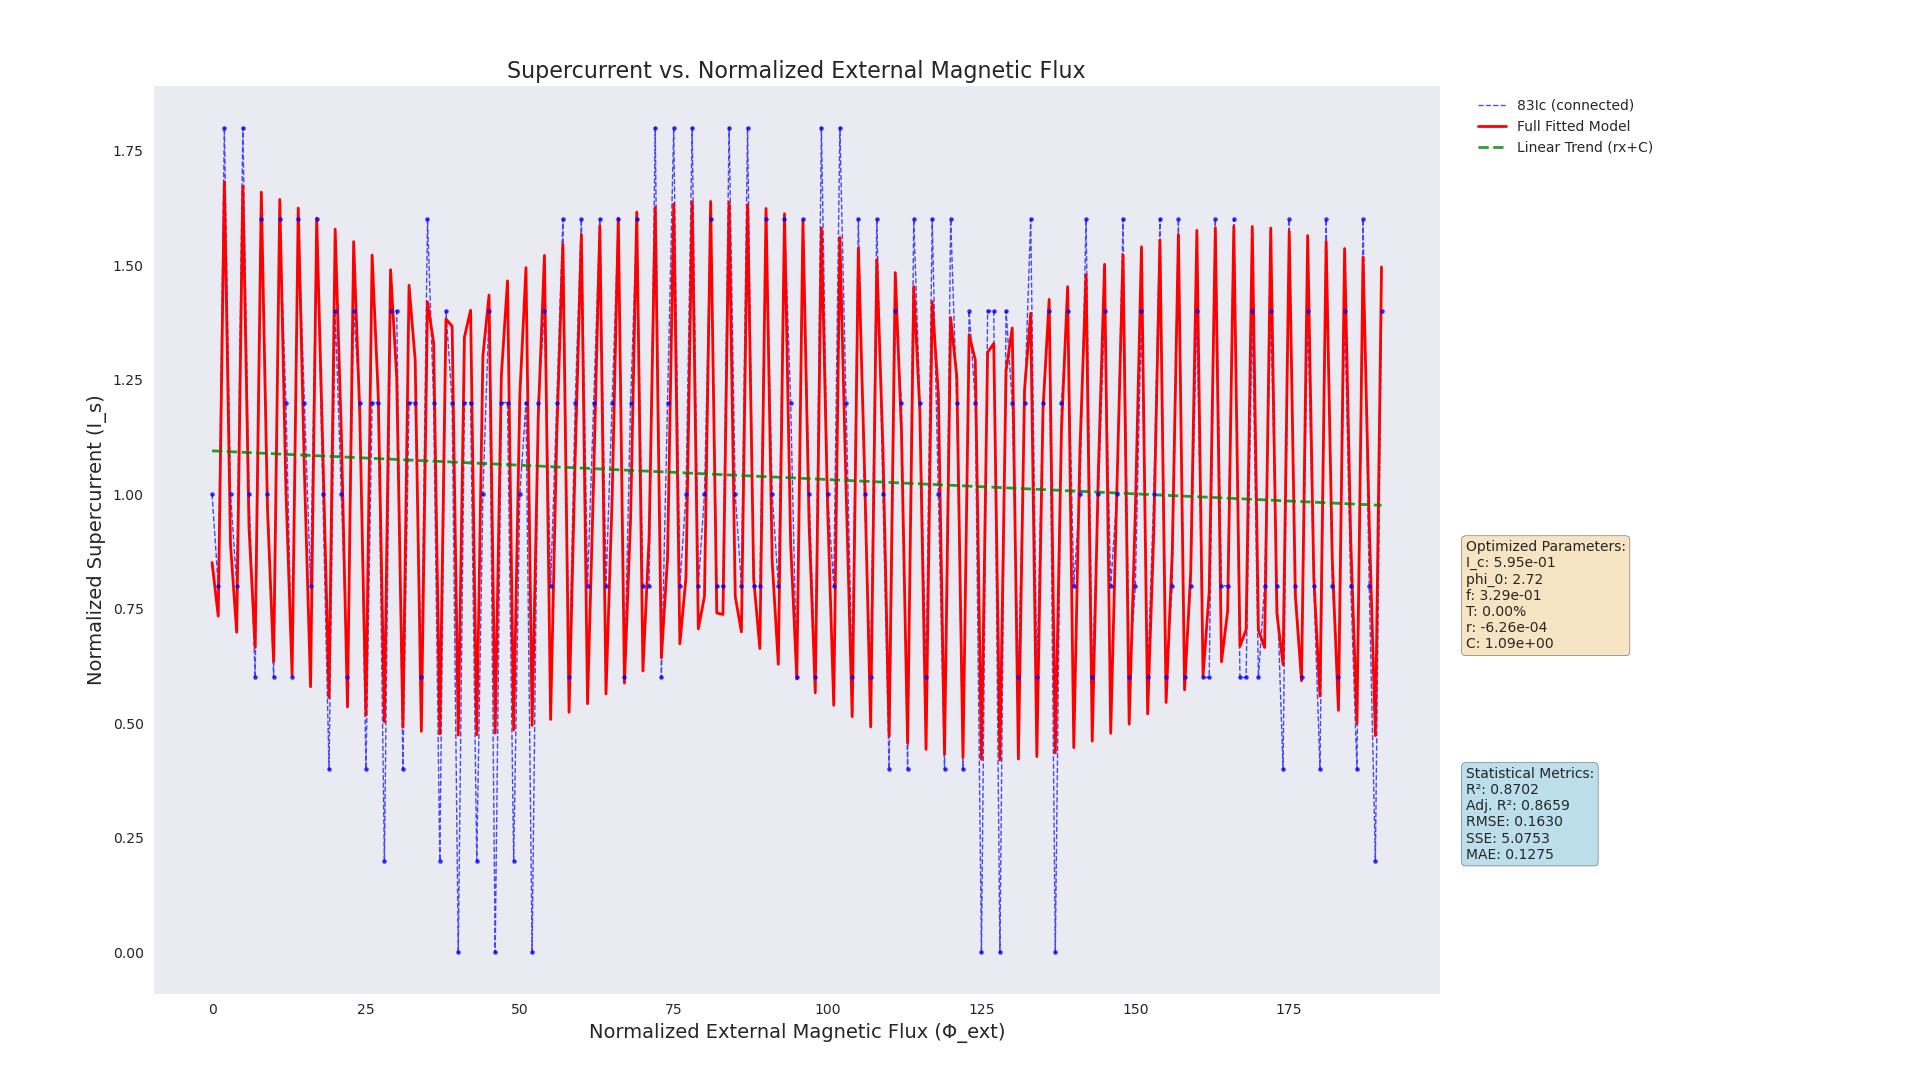 Supercurrent vs. Normalized External Magnetic Flux
83Ic (connected)
Full Fitted Model
Linear Trend (rx+C)
Normalized Supercurrent (I_s)
1.75
1.50
1.25
1.00
0.75
0.50
0.25
0.00
0 25 50 75 100 125 150 175
Normalized External Magnetic Flux (Φ_ext)
Optimized Parameters:
I_c: 5.95e-01
phi_0: 2.72
f: 3.29e-01
T: 0.00%
r: -6.26e-04
C: 1.09e+00
Statistical Metrics:
R²: 0.8702
Adj. R²: 0.8659
RMSE: 0.1630
SSE: 5.0753
MAE: 0.1275